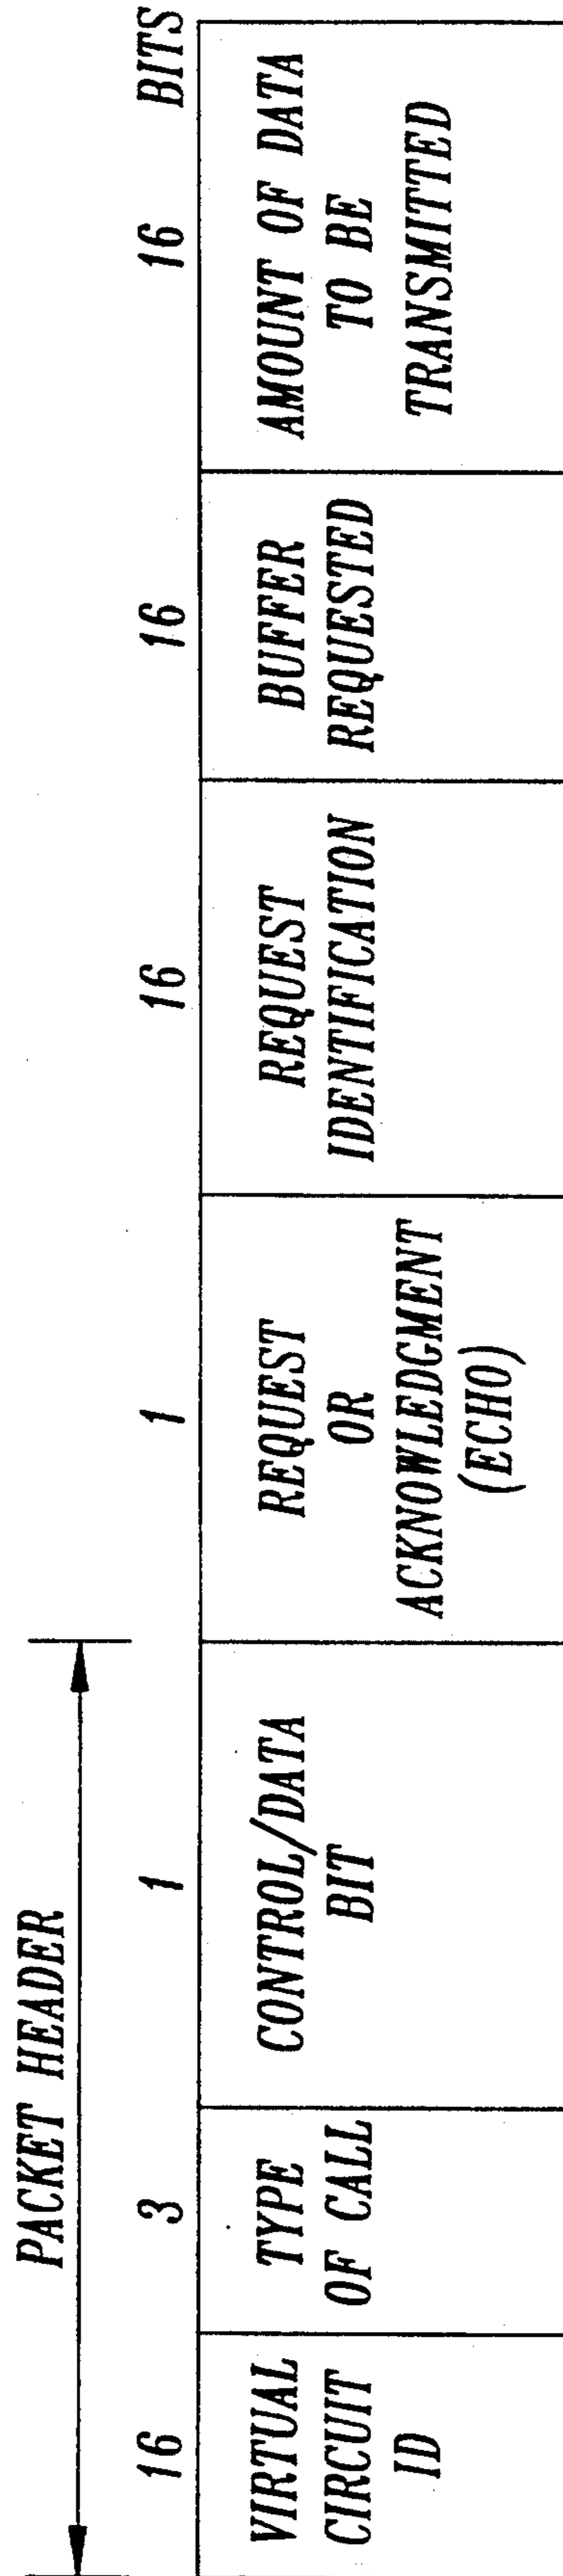 PACKET HEADER
16 3 1 1 16 16 16 BITS
VIRTUAL
CIRCUIT
ID
TYPE
OF CALL
CONTROL/DATA
BIT
REQUEST
OR
ACKNOWLEDGMENT
(ECHO)
REQUEST
IDENTIFICATION
BUFFER
REQUESTED
AMOUNT OF DATA
TO BE
TRANSMITTED